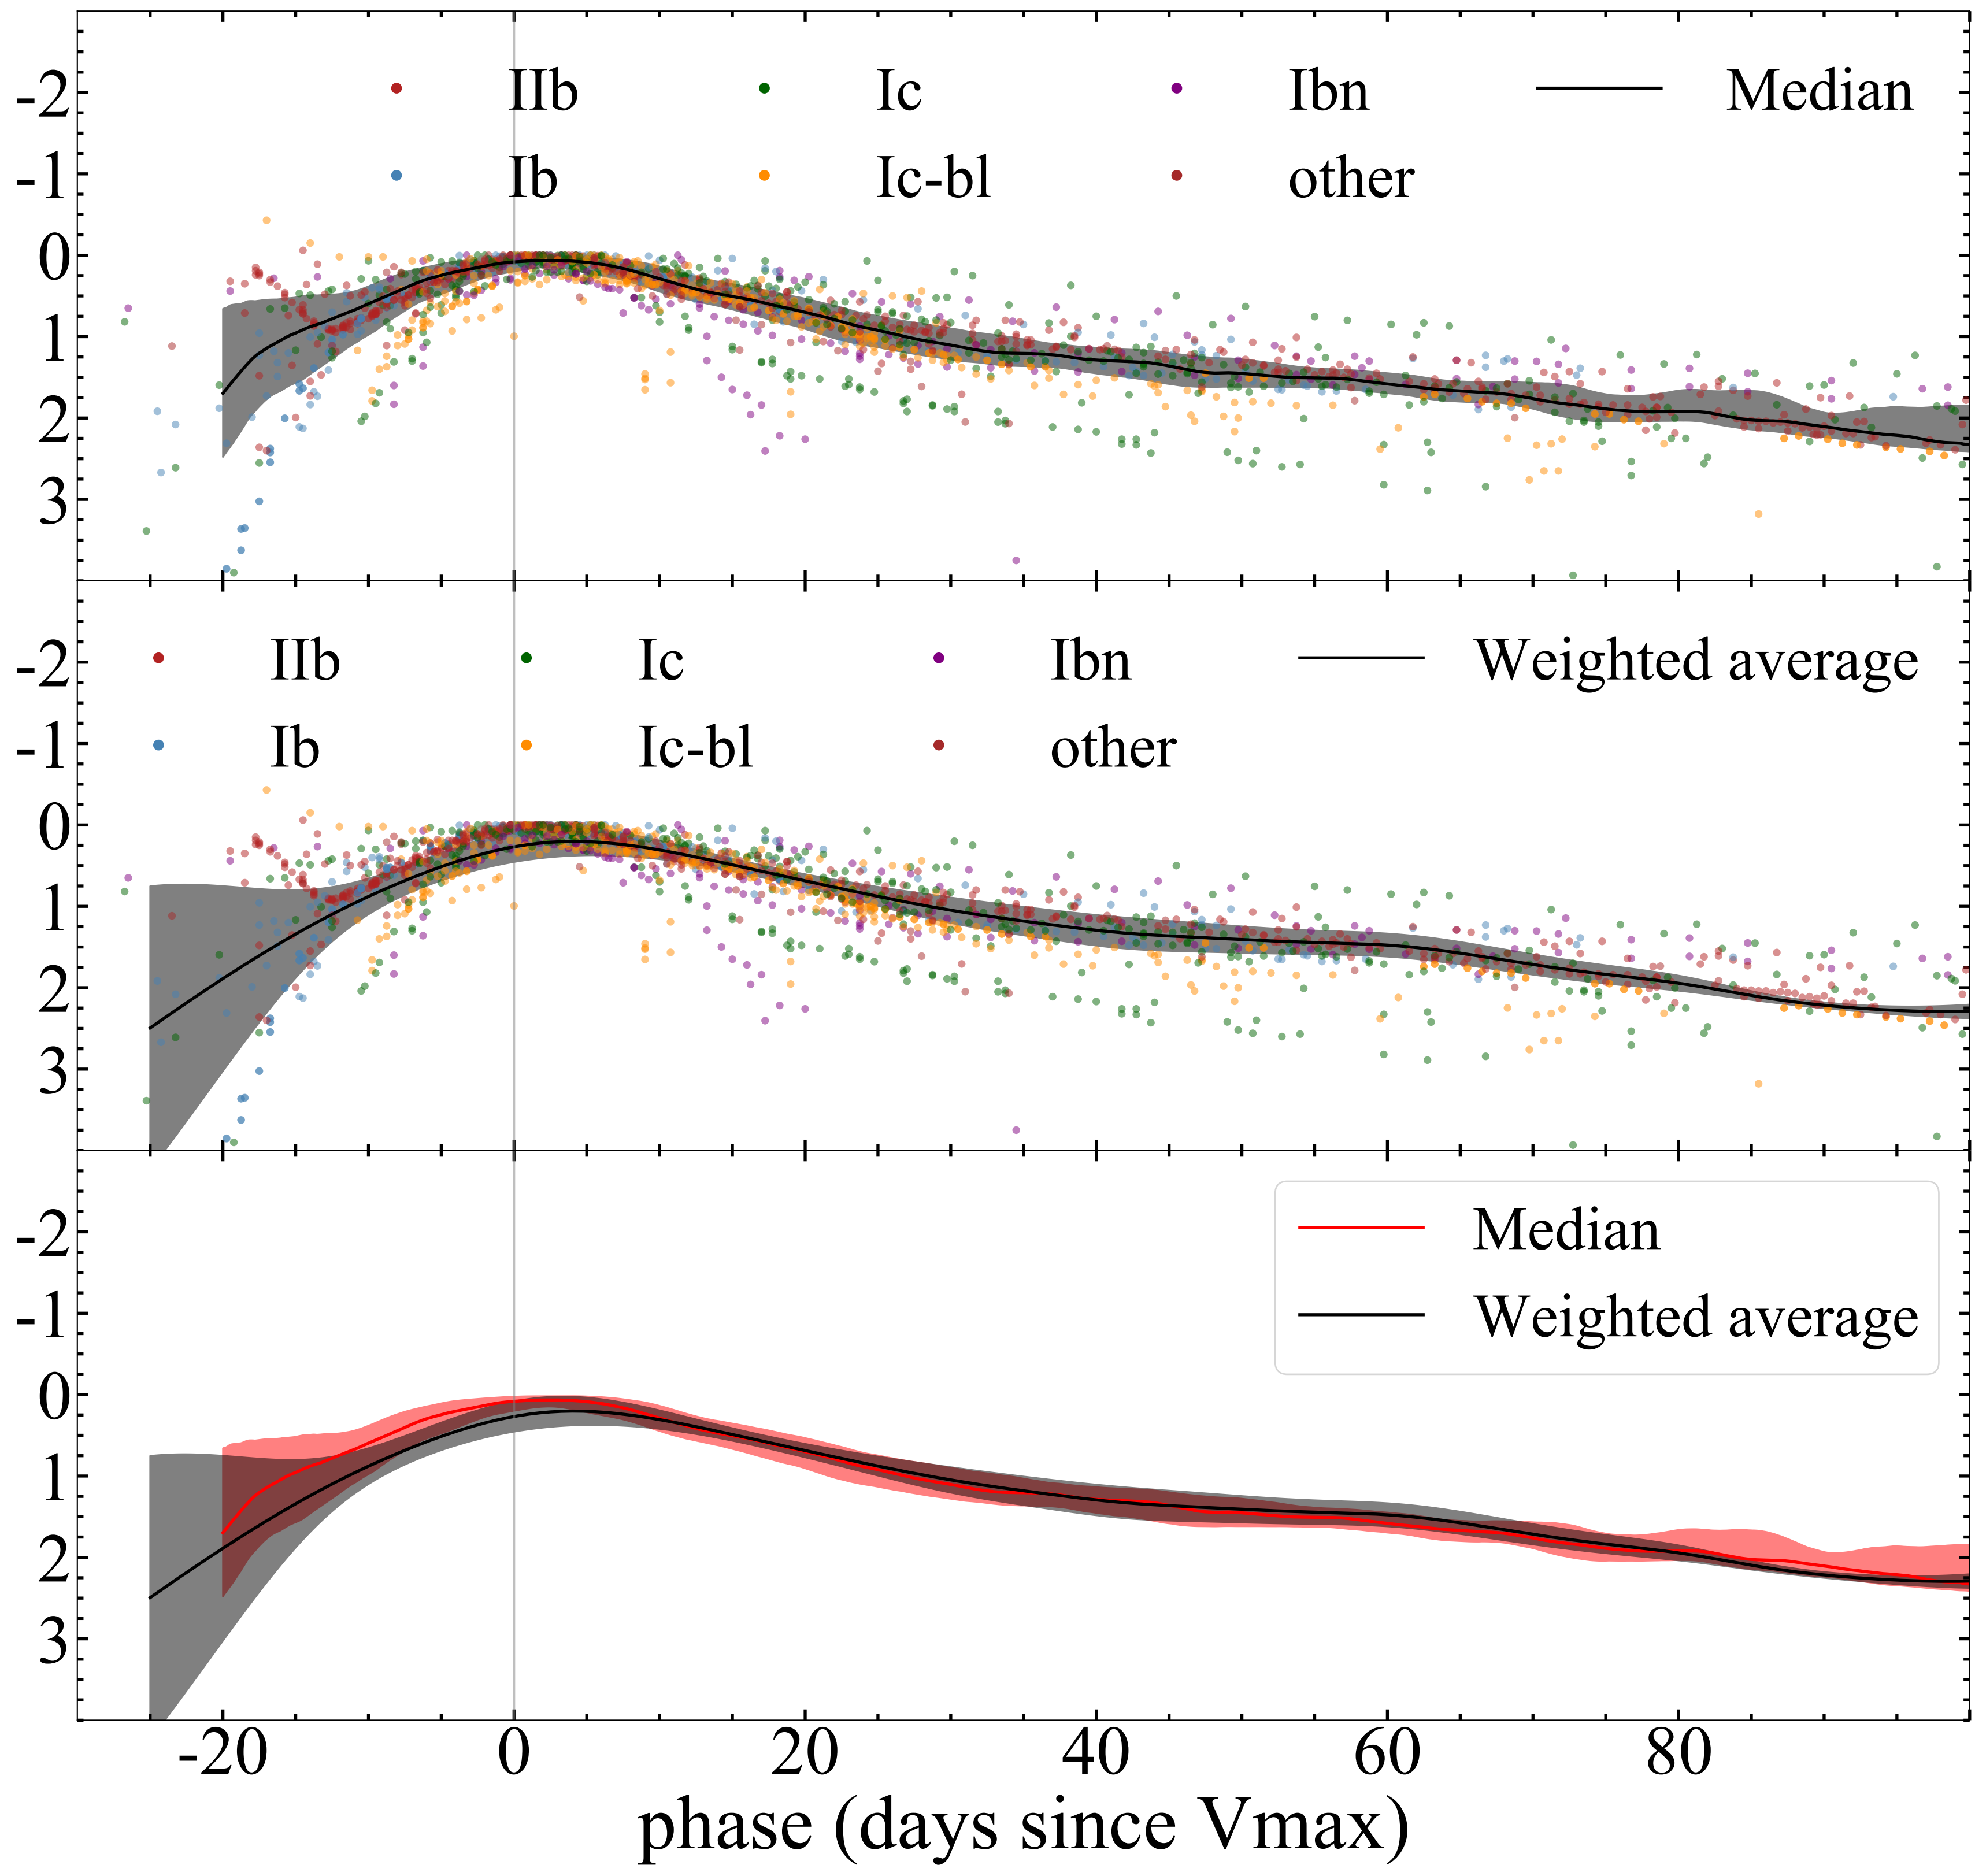 -2 IIb Ic Ibn Median
-1 Ib Ic-bl other
0
1
2
3
-2 IIb Ic Ibn Weighted average
-1 Ib Ic-bl other
0
1
2
3
-2 Median
-1 Weighted average
0
1
2
3
-20 0 20 40 60 80
phase (days since Vmax)